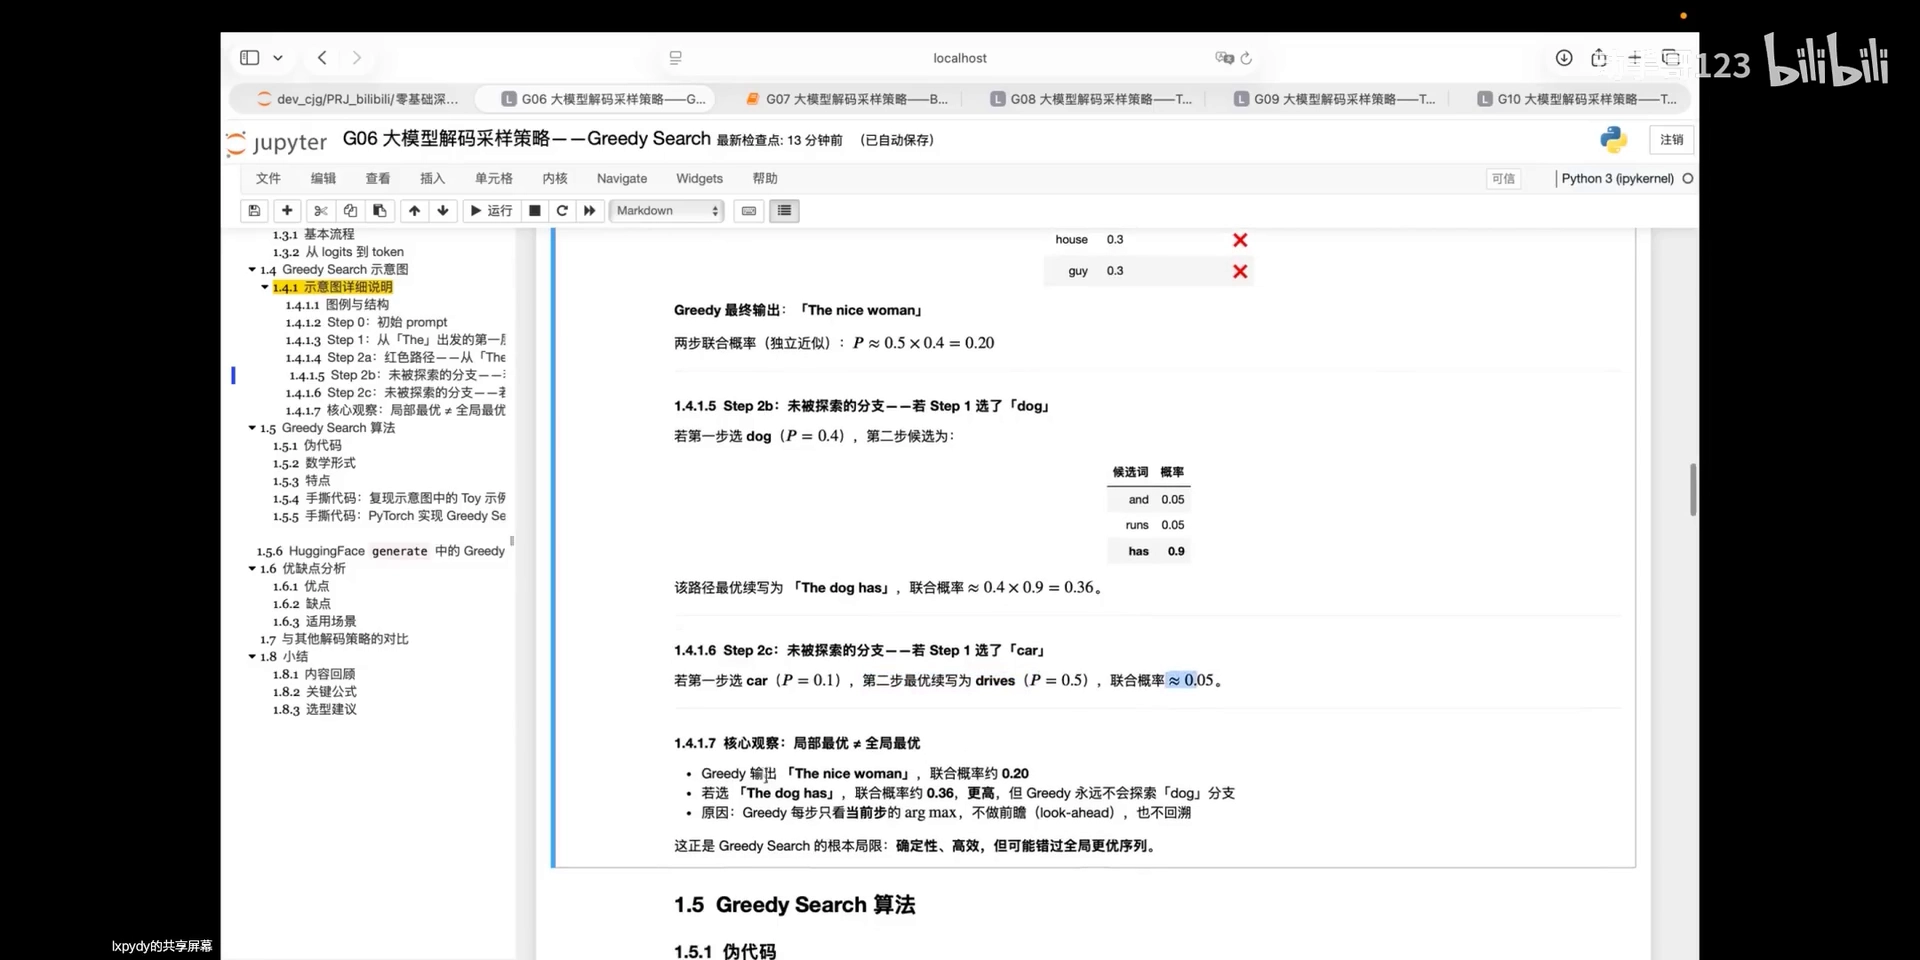 localhost
123 bilibili
dev_cjg/PRJ_bilibili/零基础深...
G06 大模型解码采样策略——G...
G07 大模型解码采样策略——B...
G08 大模型解码采样策略——T...
G09 大模型解码采样策略——T...
G10 大模型解码采样策略——T...
jupyter G06 大模型解码采样策略——Greedy Search 最新检查点: 13 分钟前 (已自动保存)
注销
文件 编辑 查看 插入 单元格 内核 Navigate Widgets 帮助
可信 Python 3 (ipykernel)
运行 Markdown
1.3.1 基本流程
1.3.2 从 logits 到 token
1.4 Greedy Search 示意图
1.4.1 示意图详细说明
1.4.1.1 图例与结构
1.4.1.2 Step 0：初始 prompt
1.4.1.3 Step 1：从「The」出发的第一层
1.4.1.4 Step 2a：红色路径——从「The
1.4.1.5 Step 2b：未被探索的分支——
1.4.1.6 Step 2c：未被探索的分支——若
1.4.1.7 核心观察：局部最优 ≠ 全局最优
1.5 Greedy Search 算法
1.5.1 伪代码
1.5.2 数学形式
1.5.3 特点
1.5.4 手撕代码：复现示意图中的 Toy 示例
1.5.5 手撕代码：PyTorch 实现 Greedy Se
1.5.6 HuggingFace generate 中的 Greedy
1.6 优缺点分析
1.6.1 优点
1.6.2 缺点
1.6.3 适用场景
1.7 与其他解码策略的对比
1.8 小结
1.8.1 内容回顾
1.8.2 关键公式
1.8.3 选型建议
house 0.3 ❌
guy 0.3 ❌
Greedy 最终输出：「The nice woman」
两步联合概率（独立近似）：P ≈ 0.5 × 0.4 = 0.20
1.4.1.5 Step 2b：未被探索的分支——若 Step 1 选了「dog」
若第一步选 dog（P = 0.4），第二步候选为：
候选词 概率
and 0.05
runs 0.05
has 0.9
该路径最优续写为「The dog has」，联合概率 ≈ 0.4 × 0.9 = 0.36。
1.4.1.6 Step 2c：未被探索的分支——若 Step 1 选了「car」
若第一步选 car（P = 0.1），第二步最优续写为 drives（P = 0.5），联合概率 ≈ 0.05。
1.4.1.7 核心观察：局部最优 ≠ 全局最优
• Greedy 输出「The nice woman」，联合概率约 0.20
• 若选「The dog has」，联合概率约 0.36，更高，但 Greedy 永远不会探索「dog」分支
• 原因：Greedy 每步只看当前步的 arg max，不做前瞻（look-ahead），也不回溯
这正是 Greedy Search 的根本局限：确定性、高效，但可能错过全局更优序列。
1.5 Greedy Search 算法
1.5.1 伪代码
lxpydy的共享屏幕